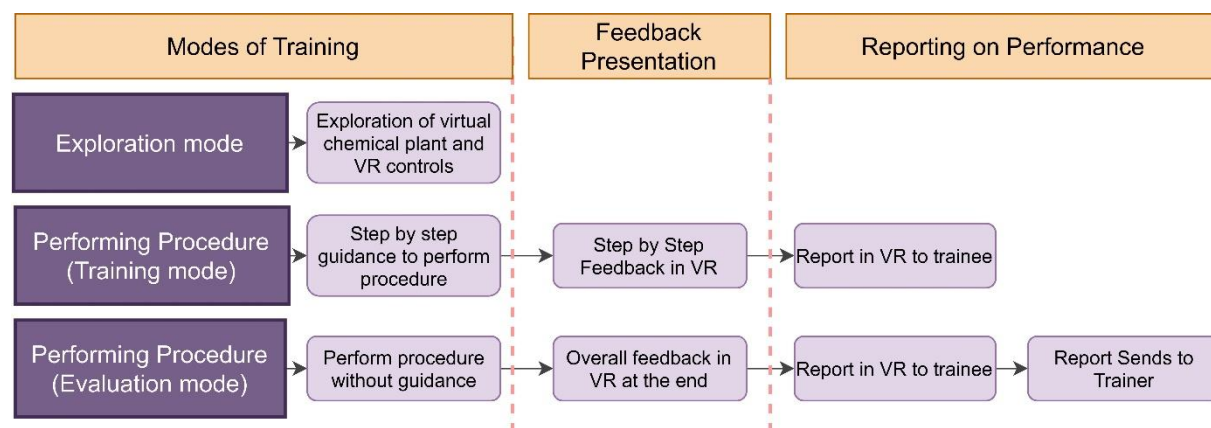 Modes of Training
Feedback
Presentation
Reporting on Performance
Exploration mode
Exploration of virtual
chemical plant and
VR controls
Performing Procedure
(Training mode)
Step by step
guidance to perform
procedure
Step by Step
Feedback in VR
Report in VR to trainee
Performing Procedure
(Evaluation mode)
Perform procedure
without guidance
Overall feedback in
VR at the end
Report in VR to trainee
Report Sends to
Trainer